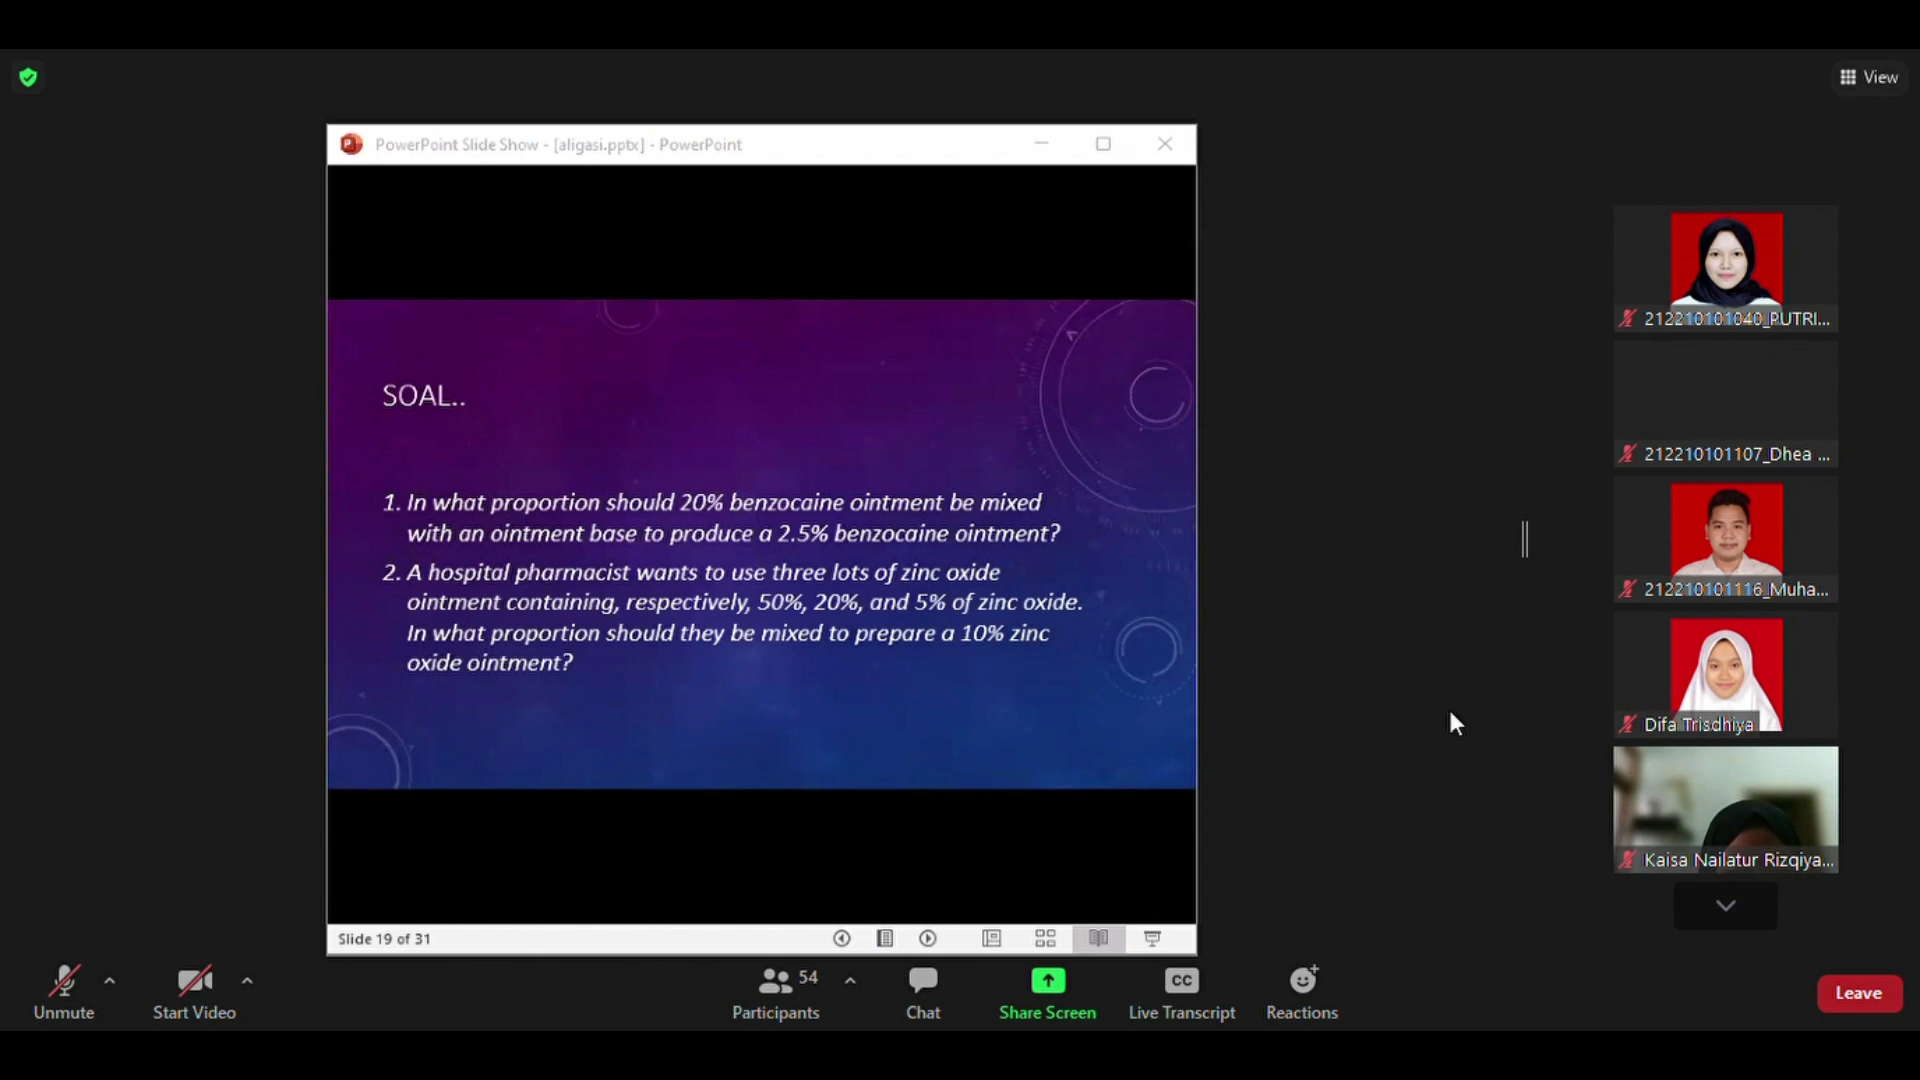 View
PowerPoint Slide Show - [aligasi.pptx] - PowerPoint
SOAL..
1. In what proportion should 20% benzocaine ointment be mixed
with an ointment base to produce a 2.5% benzocaine ointment?
2. A hospital pharmacist wants to use three lots of zinc oxide
ointment containing, respectively, 50%, 20%, and 5% of zinc oxide.
In what proportion should they be mixed to prepare a 10% zinc
oxide ointment?
Slide 19 of 31
212210101040_PUTRI...
212210101107_Dhea ...
212210101116_Muha...
Difa Trisdhiya
Kaisa Nailatur Rizqiya...
Unmute
Start Video
54
Participants
Chat
Share Screen
CC
Live Transcript
Reactions
Leave